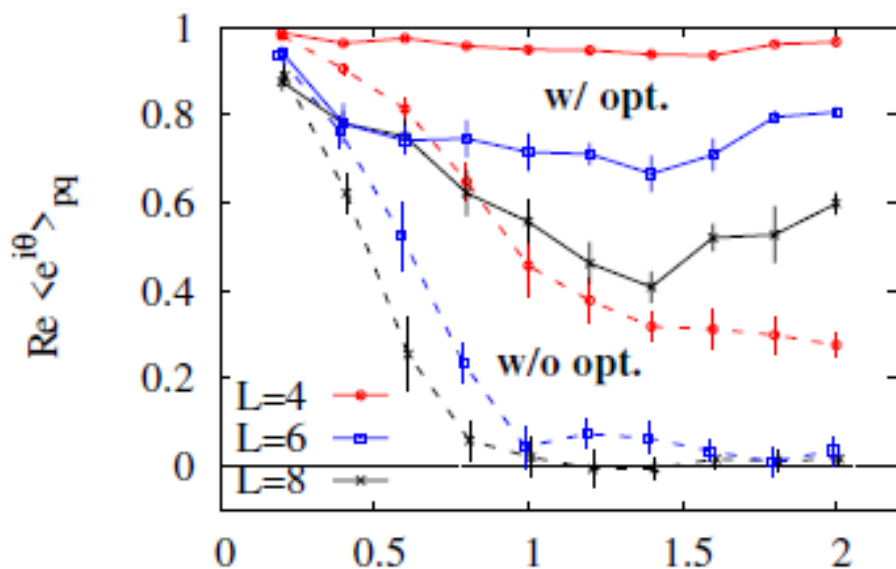 1
0.8
0.6
0.4
0.2
0
Re <e^{iθ}>_{pq}
w/ opt.
w/o opt.
L=4
L=6
L=8
0 0.5 1 1.5 2